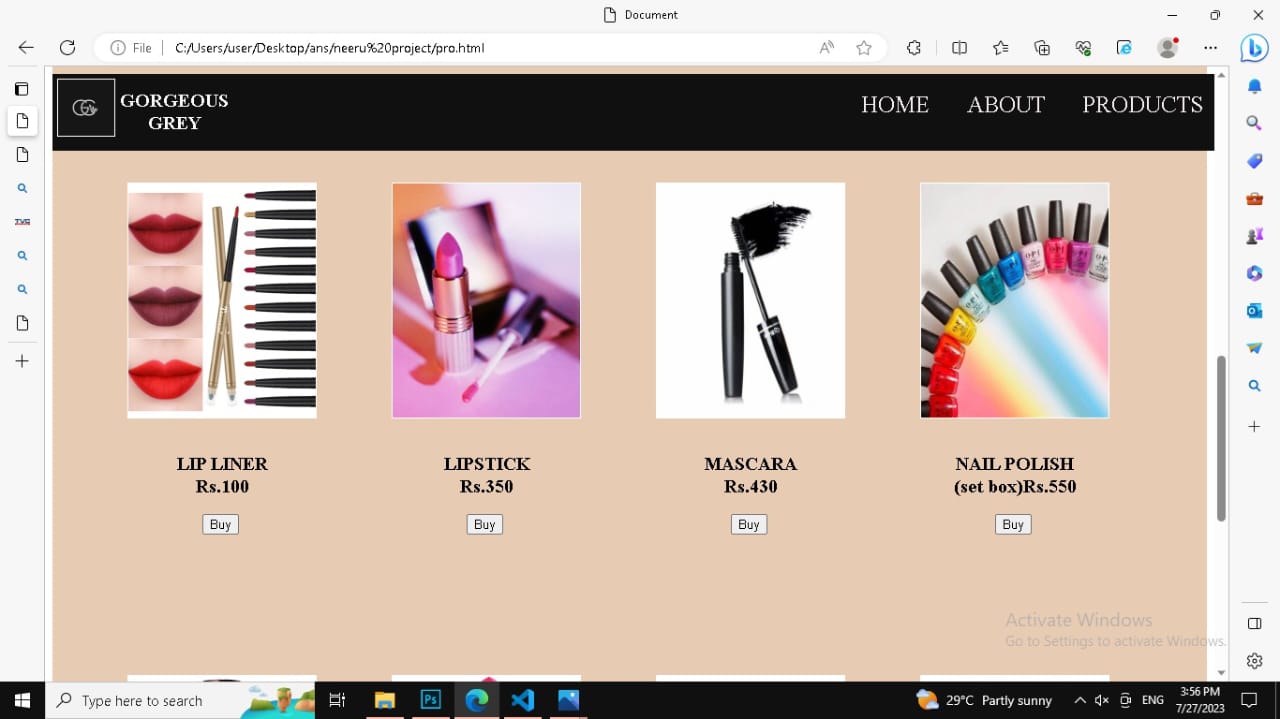 Document
File
C:/Users/user/Desktop/ans/neeru%20project/pro.html
GORGEOUS
GREY
HOME
ABOUT
PRODUCTS
LIP LINER
Rs.100
Buy
LIPSTICK
Rs.350
Buy
MASCARA
Rs.430
Buy
NAIL POLISH
(set box)Rs.550
Buy
Activate Windows
Go to Settings to activate Windows.
Type here to search
Ps
29°C Partly sunny
ENG
3:56 PM
7/27/2023